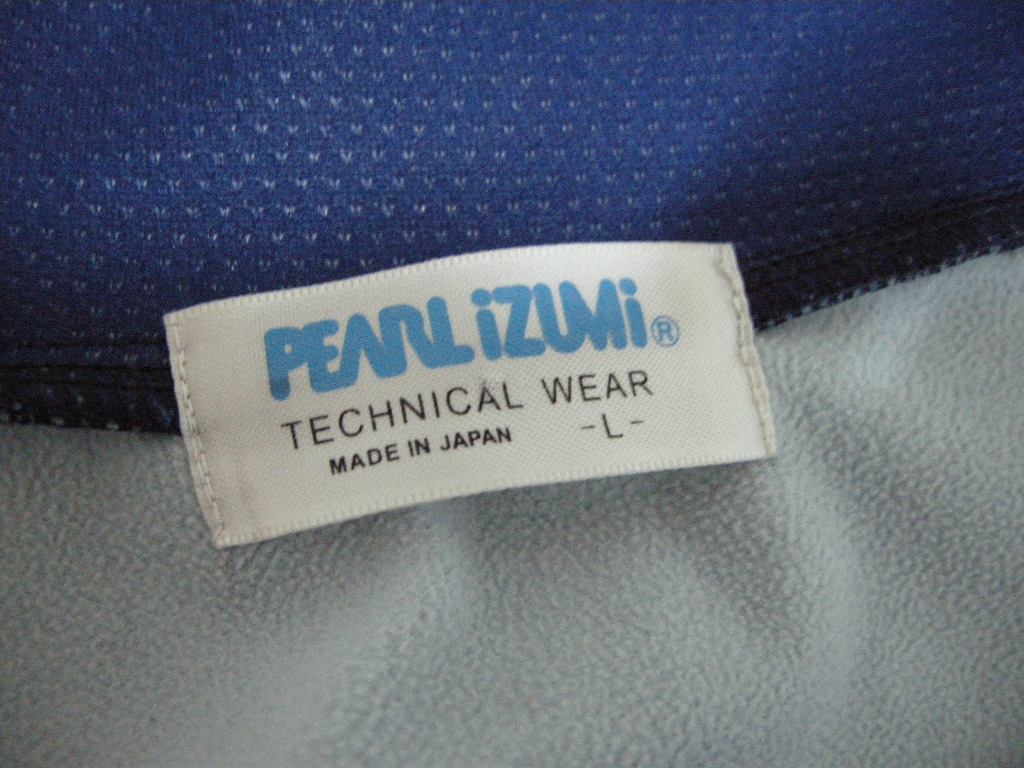 PEARL iZUMi®
TECHNICAL WEAR
MADE IN JAPAN -L-